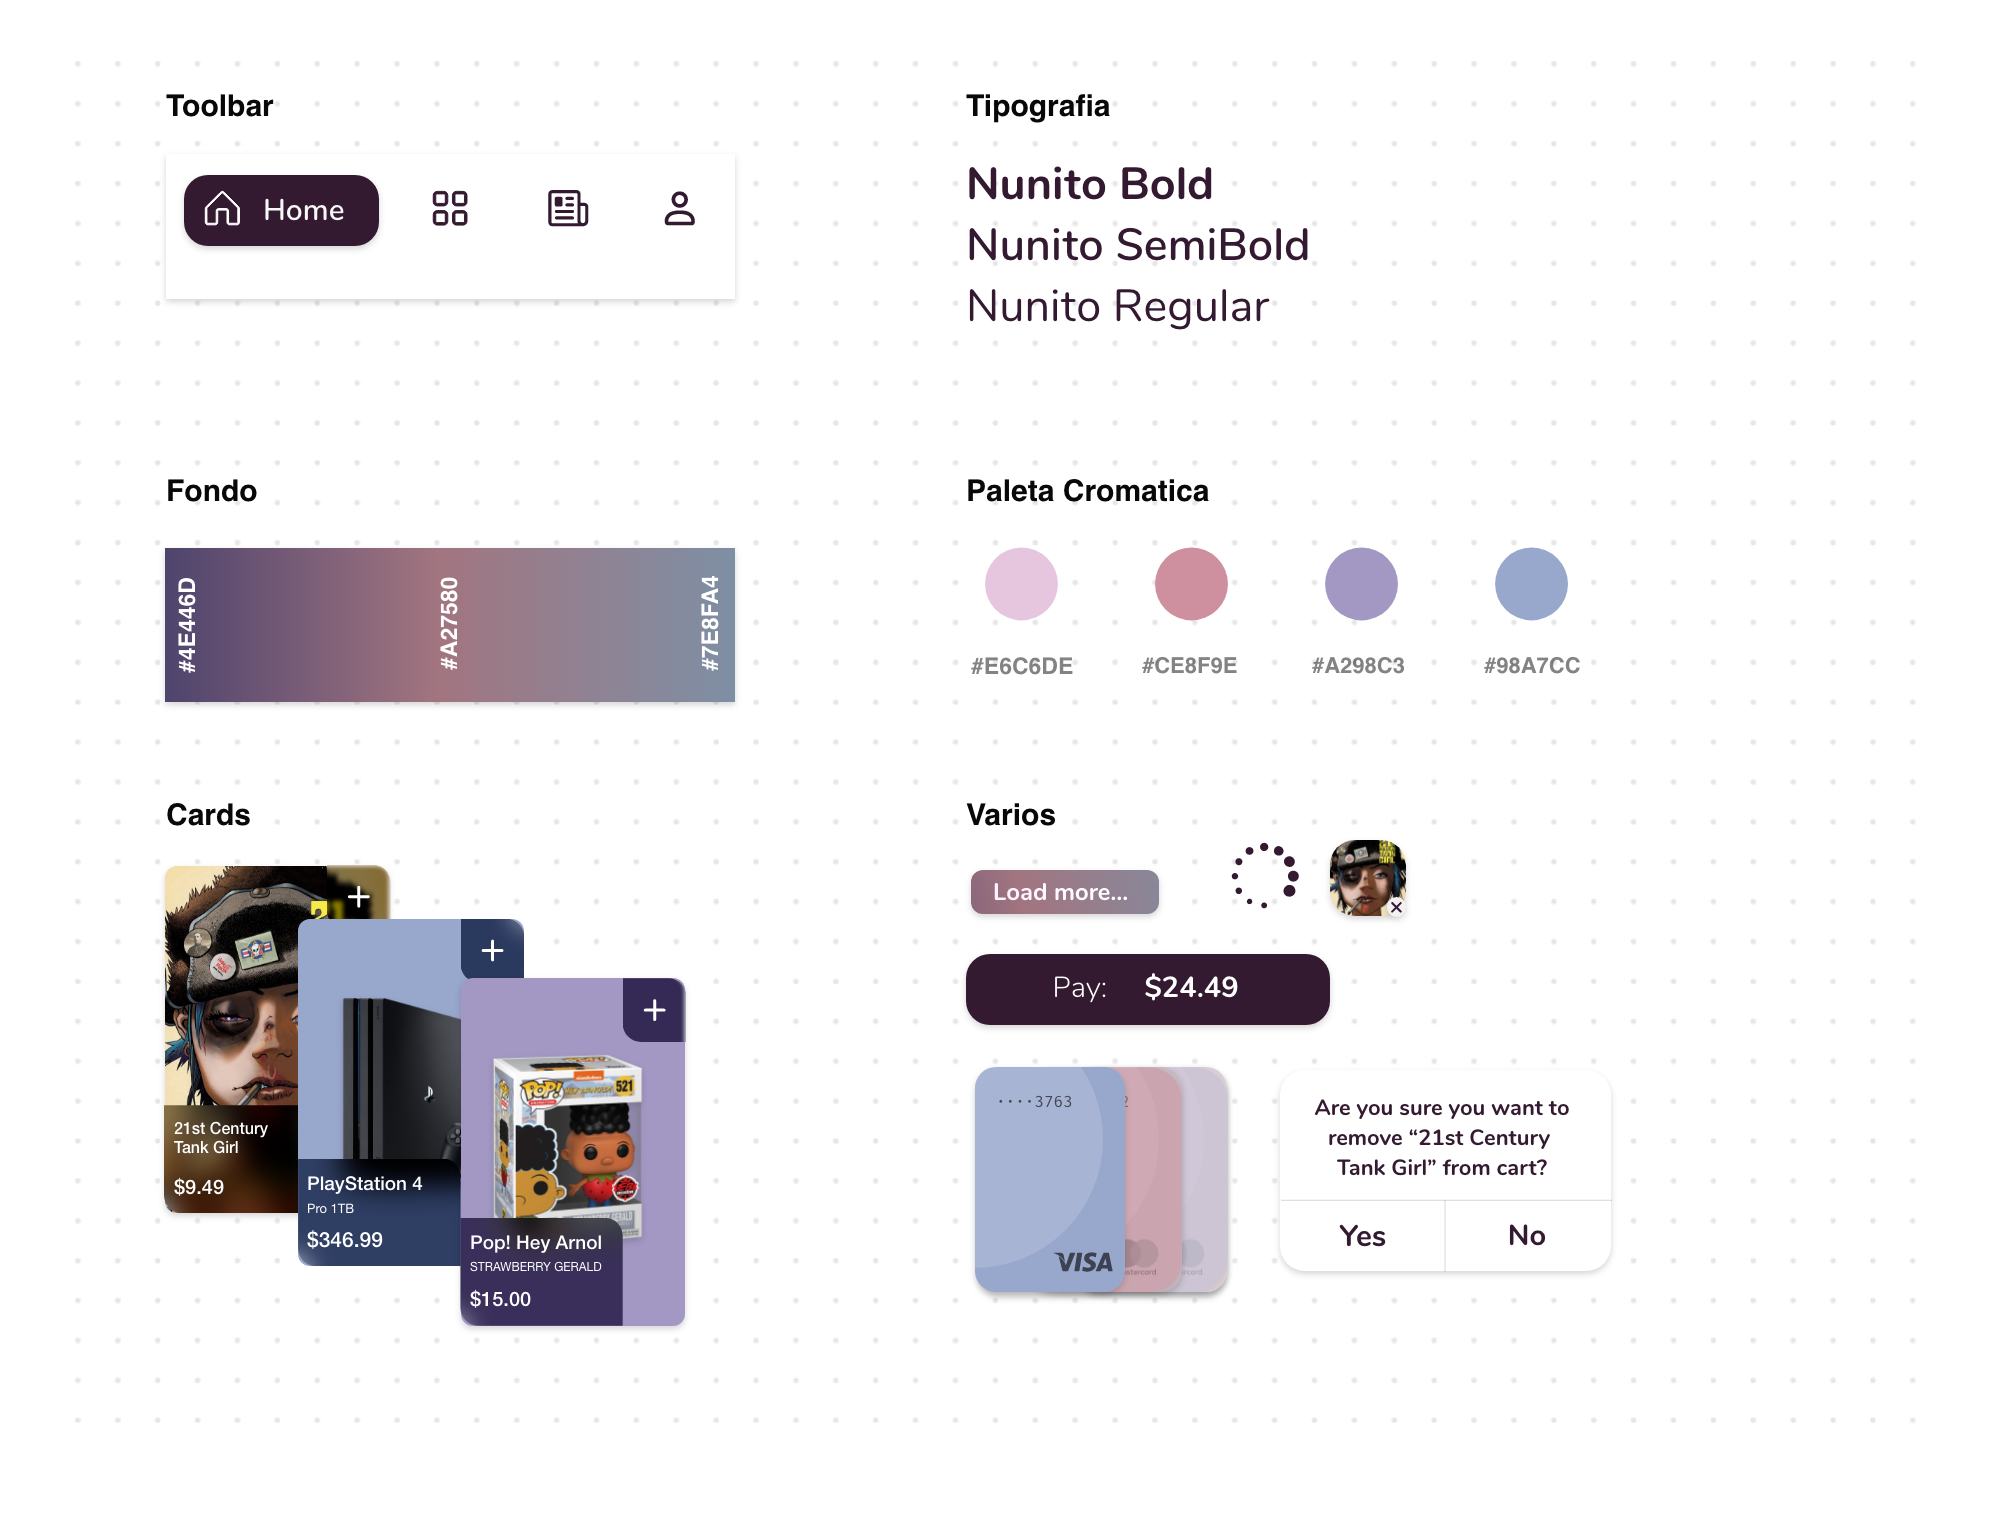 Toolbar
Home
Tipografia
Nunito Bold
Nunito SemiBold
Nunito Regular
Fondo
#4E446D
#A27580
#7E8FA4
Paleta Cromatica
#E6C6DE
#CE8F9E
#A298C3
#98A7CC
Cards
21st Century
Tank Girl
$9.49
PlayStation 4
Pro 1TB
$346.99
POP!
521
Pop! Hey Arnol
STRAWBERRY GERALD
$15.00
Varios
Load more...
Pay: $24.49
····3763
2
VISA
Are you sure you want to
remove “21st Century
Tank Girl” from cart?
Yes
No